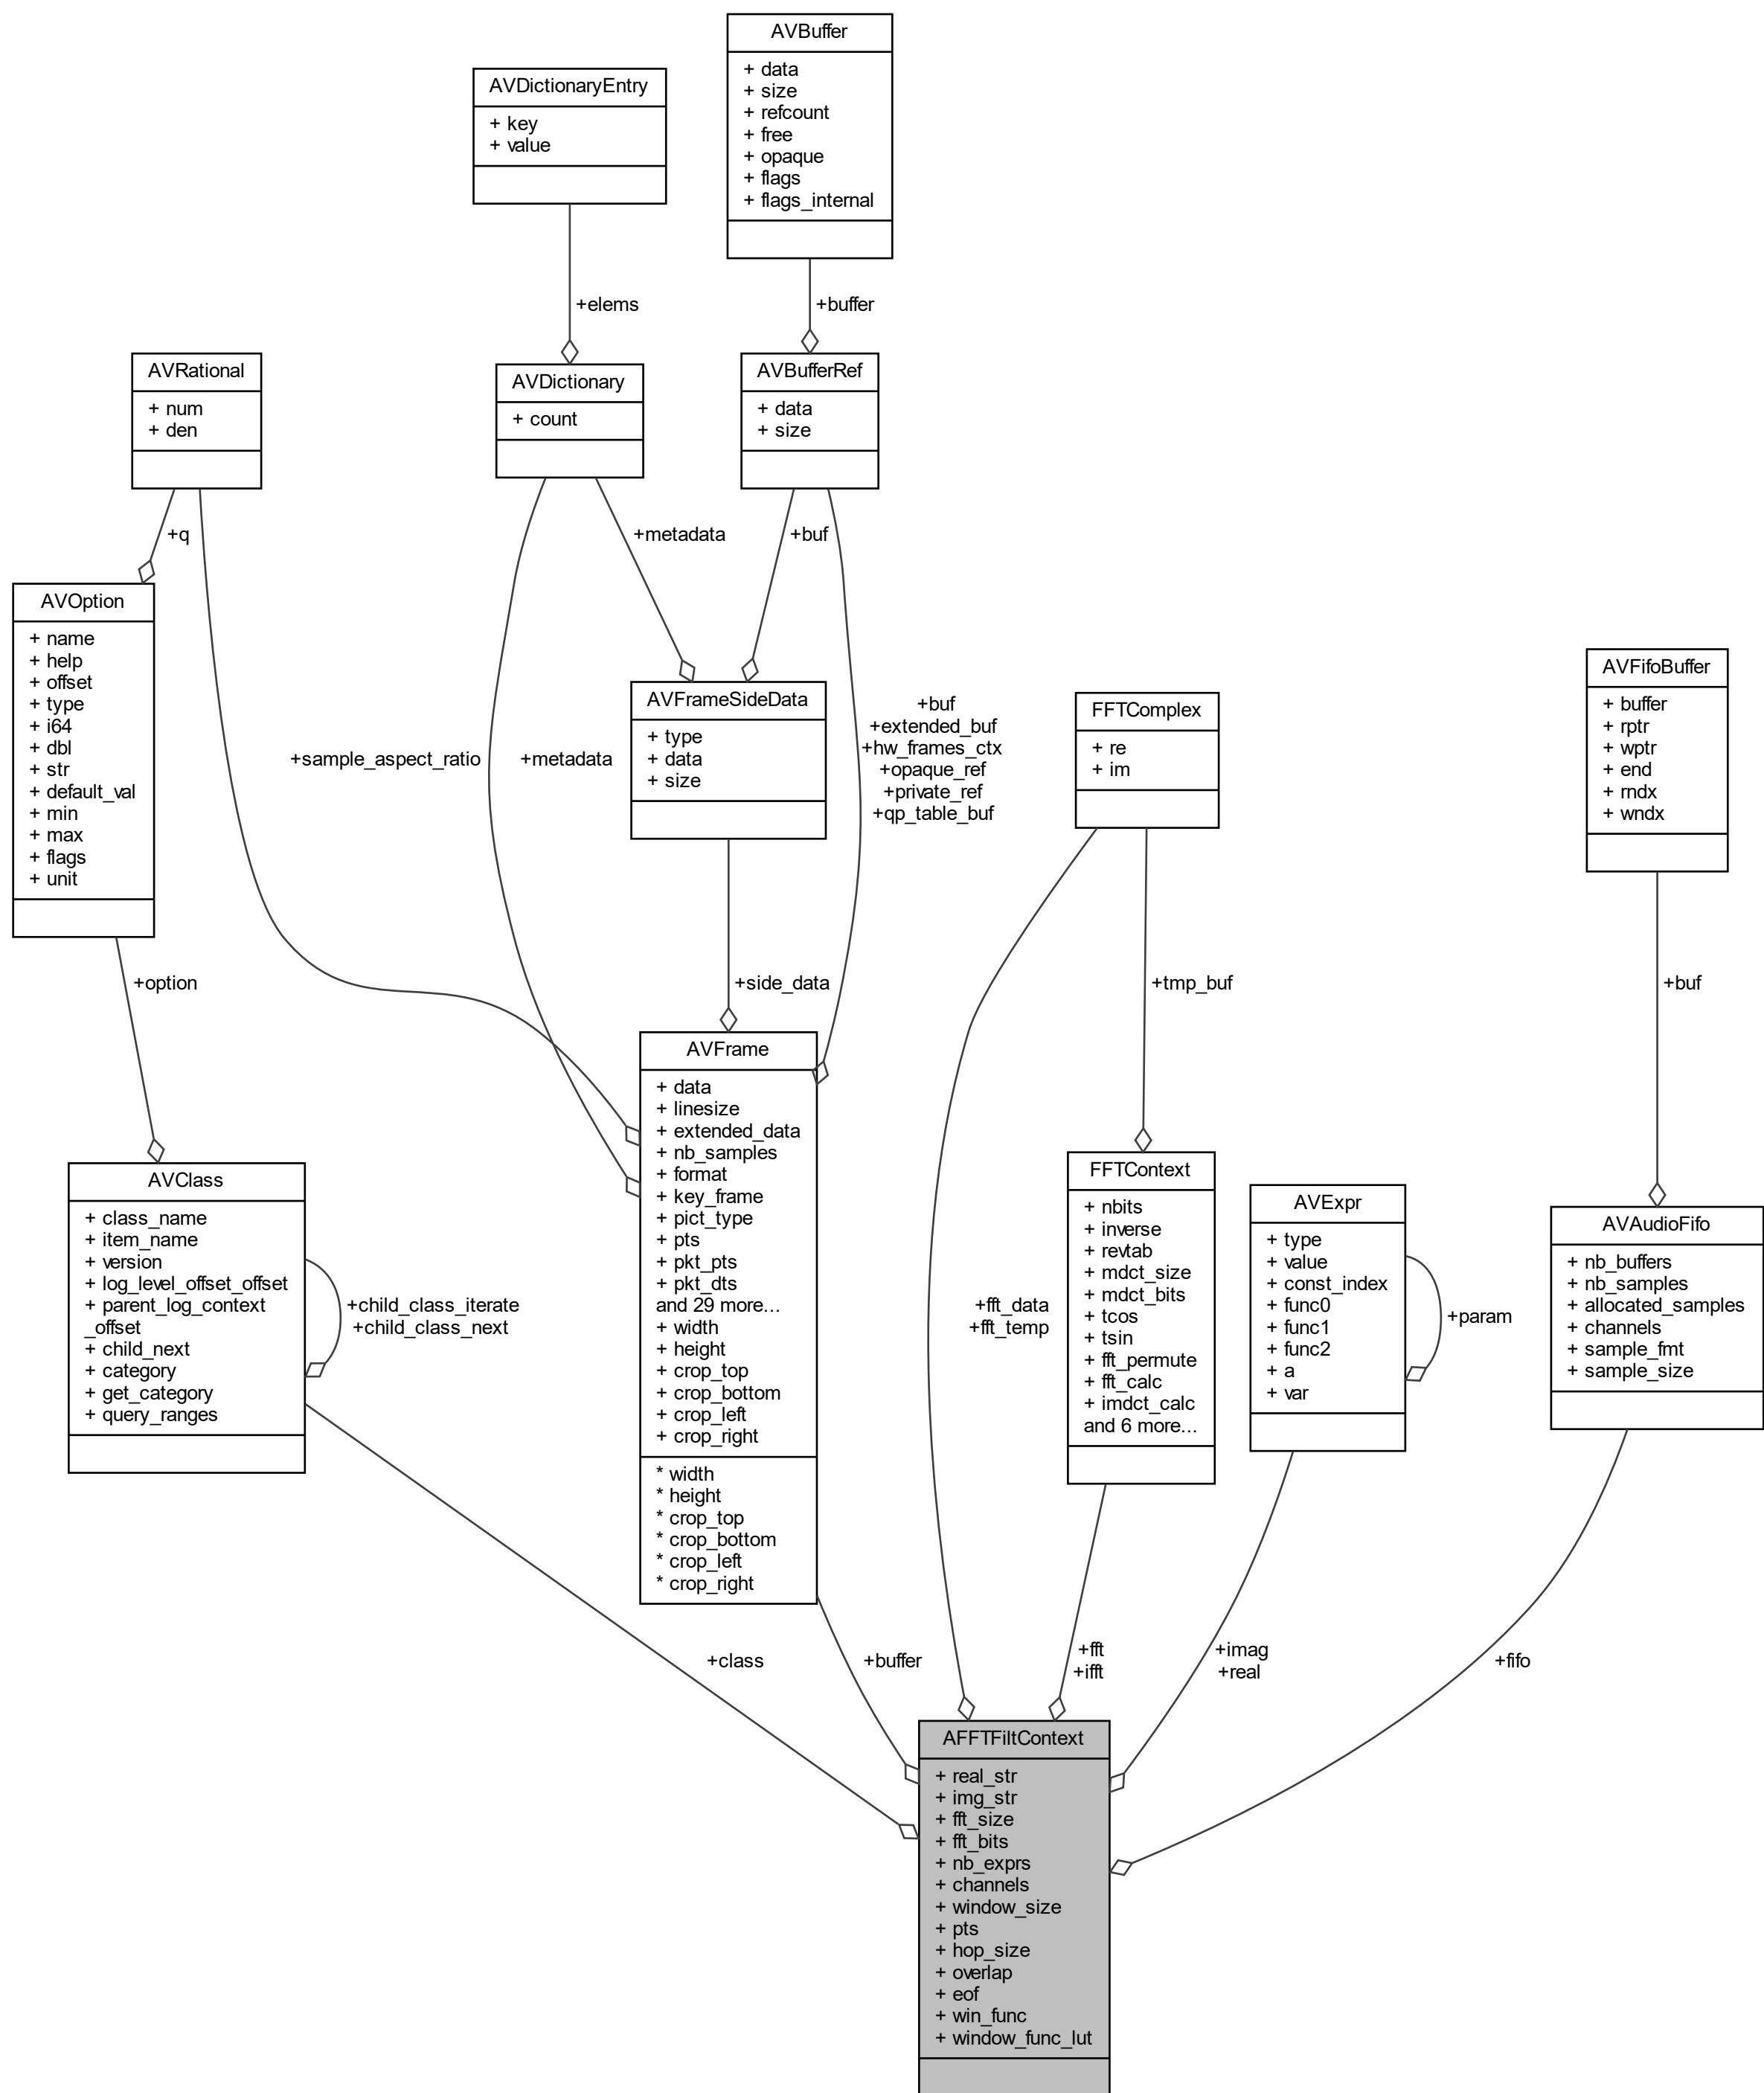 AVBuffer
+ data
+ size
+ refcount
+ free
+ opaque
+ flags
+ flags_internal
AVDictionaryEntry
+ key
+ value
+elems
+buffer
AVRational
+ num
+ den
AVDictionary
+ count
AVBufferRef
+ data
+ size
+q
+metadata
+buf
AVOption
+ name
+ help
+ offset
+ type
+ i64
+ dbl
+ str
+ default_val
+ min
+ max
+ flags
+ unit
+sample_aspect_ratio
+metadata
AVFrameSideData
+ type
+ data
+ size
+buf
+extended_buf
+hw_frames_ctx
+opaque_ref
+private_ref
+qp_table_buf
FFTComplex
+ re
+ im
AVFifoBuffer
+ buffer
+ rptr
+ wptr
+ end
+ rndx
+ wndx
+option
+side_data
+tmp_buf
+buf
AVClass
+ class_name
+ item_name
+ version
+ log_level_offset_offset
+ parent_log_context
_offset
+ child_next
+ category
+ get_category
+ query_ranges
+child_class_iterate
+child_class_next
AVFrame
+ data
+ linesize
+ extended_data
+ nb_samples
+ format
+ key_frame
+ pict_type
+ pts
+ pkt_pts
+ pkt_dts
and 29 more...
+ width
+ height
+ crop_top
+ crop_bottom
+ crop_left
+ crop_right
* width
* height
* crop_top
* crop_bottom
* crop_left
* crop_right
+fft_data
+fft_temp
FFTContext
+ nbits
+ inverse
+ revtab
+ mdct_size
+ mdct_bits
+ tcos
+ tsin
+ fft_permute
+ fft_calc
+ imdct_calc
and 6 more...
AVExpr
+ type
+ value
+ const_index
+ func0
+ func1
+ func2
+ a
+ var
+param
AVAudioFifo
+ nb_buffers
+ nb_samples
+ allocated_samples
+ channels
+ sample_fmt
+ sample_size
+class
+buffer
+fft
+ifft
+imag
+real
+fifo
AFFTFiltContext
+ real_str
+ img_str
+ fft_size
+ fft_bits
+ nb_exprs
+ channels
+ window_size
+ pts
+ hop_size
+ overlap
+ eof
+ win_func
+ window_func_lut